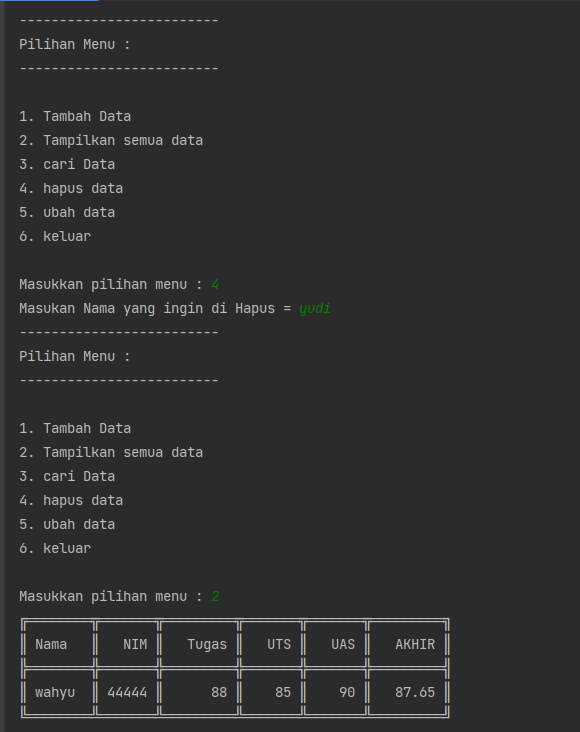 -------------------------
Pilihan Menu :
-------------------------
1. Tambah Data
2. Tampilkan semua data
3. cari Data
4. hapus data
5. ubah data
6. keluar
Masukkan pilihan menu : 4
Masukan Nama yang ingin di Hapus = yudi
-------------------------
Pilihan Menu :
-------------------------
1. Tambah Data
2. Tampilkan semua data
3. cari Data
4. hapus data
5. ubah data
6. keluar
Masukkan pilihan menu : 2
Nama NIM Tugas UTS UAS AKHIR
wahyu 44444 88 85 90 87.65